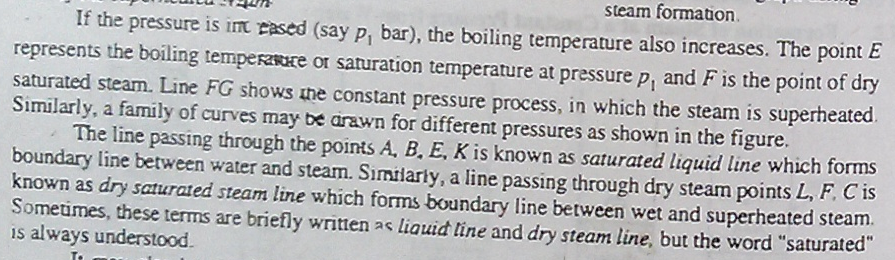 steam formation.
If the pressure is increased (say p₁ bar), the boiling temperature also increases. The point E
represents the boiling temperature or saturation temperature at pressure p₁ and F is the point of dry
saturated steam. Line FG shows the constant pressure process, in which the steam is superheated.
Similarly, a family of curves may be drawn for different pressures as shown in the figure.
The line passing through the points A, B, E, K is known as saturated liquid line which forms
boundary line between water and steam. Similarly, a line passing through dry steam points L, F, C is
known as dry saturated steam line which forms boundary line between wet and superheated steam.
Sometimes, these terms are briefly written as liquid line and dry steam line, but the word "saturated"
is always understood.